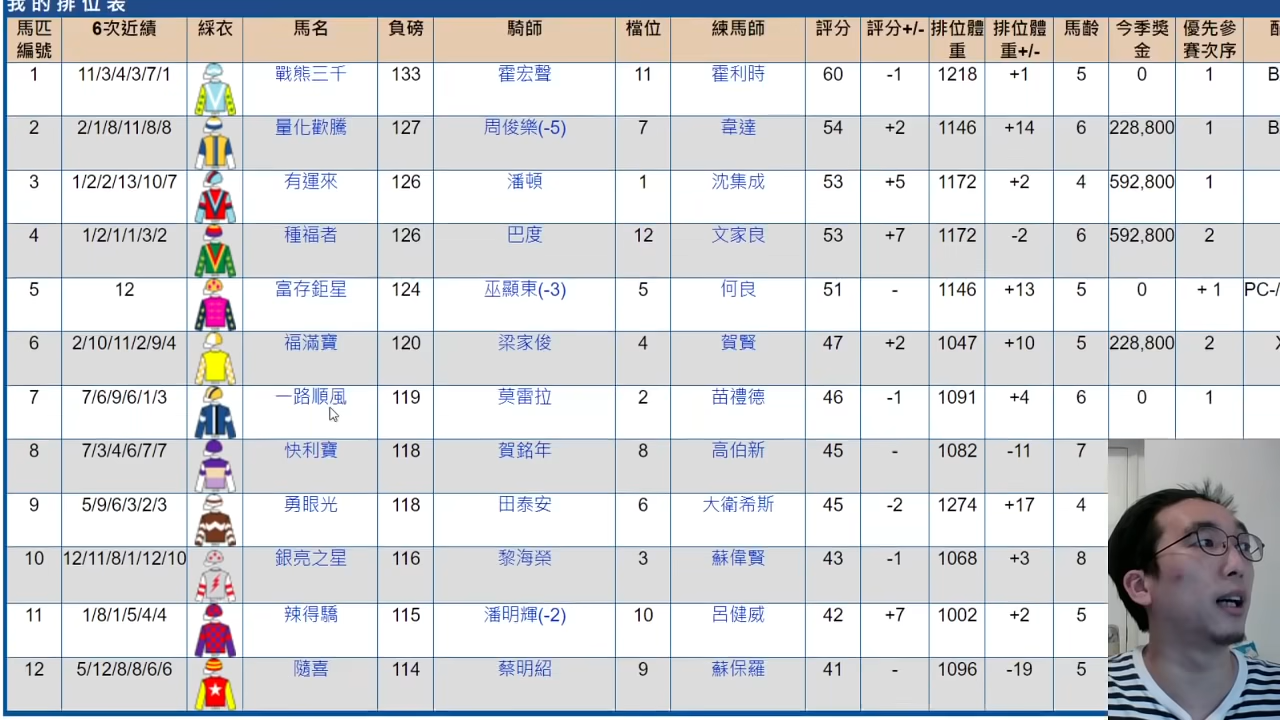 我的排位表
馬匹編號 6次近績 綵衣 馬名 負磅 騎師 檔位 練馬師 評分 評分+/- 排位體重 排位體重+/- 馬齡 今季獎金 優先參賽次序
1 11/3/4/3/7/1 戰熊三千 133 霍宏聲 11 霍利時 60 -1 1218 +1 5 0 1 B
2 2/1/8/11/8/8 量化歡騰 127 周俊樂(-5) 7 韋達 54 +2 1146 +14 6 228,800 1 B
3 1/2/2/13/10/7 有運來 126 潘頓 1 沈集成 53 +5 1172 +2 4 592,800 1
4 1/2/1/1/3/2 種福者 126 巴度 12 文家良 53 +7 1172 -2 6 592,800 2
5 12 富存鉅星 124 巫顯東(-3) 5 何良 51 - 1146 +13 5 0 + 1 PC-/
6 2/10/11/2/9/4 福滿寶 120 梁家俊 4 賀賢 47 +2 1047 +10 5 228,800 2
7 7/6/9/6/1/3 一路順風 119 莫雷拉 2 苗禮德 46 -1 1091 +4 6 0 1
8 7/3/4/6/7/7 快利寶 118 賀銘年 8 高伯新 45 - 1082 -11 7
9 5/9/6/3/2/3 勇眼光 118 田泰安 6 大衛希斯 45 -2 1274 +17 4
10 12/11/8/1/12/10 銀亮之星 116 黎海榮 3 蘇偉賢 43 -1 1068 +3 8
11 1/8/1/5/4/4 辣得驕 115 潘明輝(-2) 10 呂健威 42 +7 1002 +2 5
12 5/12/8/8/6/6 隨喜 114 蔡明紹 9 蘇保羅 41 - 1096 -19 5